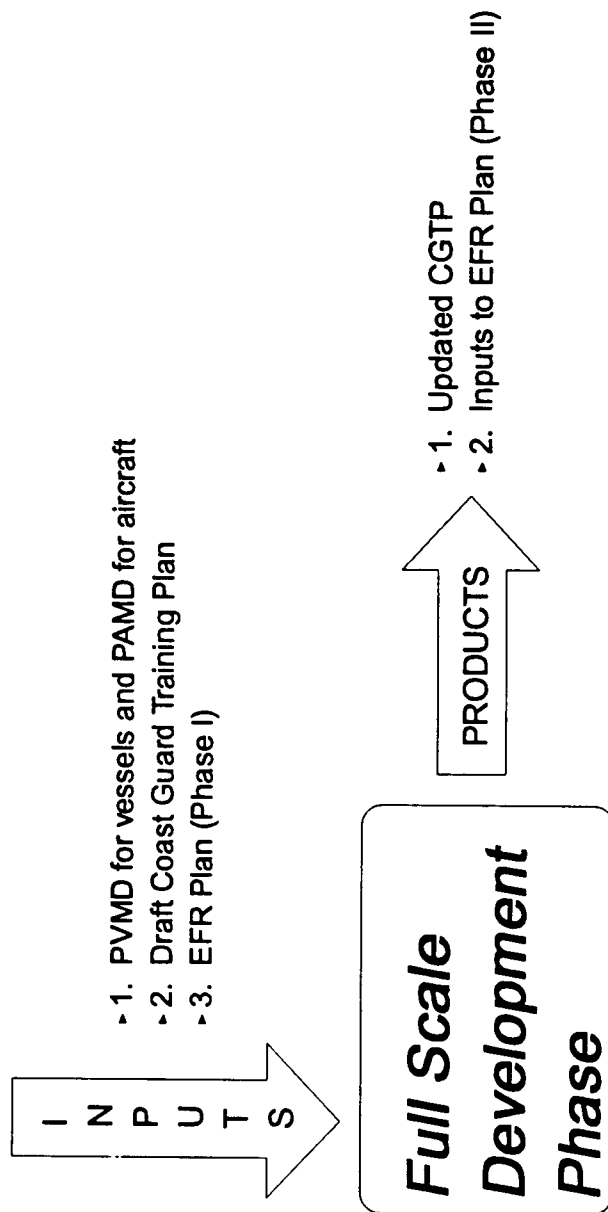 INPUTS
1. PVMD for vessels and PAMD for aircraft
2. Draft Coast Guard Training Plan
3. EFR Plan (Phase I)
Full Scale
Development
Phase
PRODUCTS
1. Updated CGTP
2. Inputs to EFR Plan (Phase II)